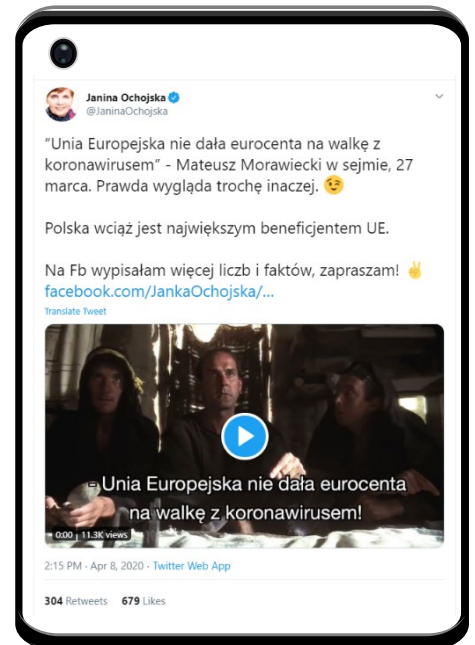 Janina Ochojska
@JaninaOchojska
“Unia Europejska nie dała eurocenta na walkę z
koronawirusem” - Mateusz Morawiecki w sejmie, 27
marca. Prawda wygląda trochę inaczej. 😉
Polska wciąż jest największym beneficjentem UE.
Na Fb wypisałam więcej liczb i faktów, zapraszam! ✌️
facebook.com/JankaOchojska/...
Translate Tweet
- Unia Europejska nie dała eurocenta
na walkę z koronawirusem!
0:00 | 11.3K views
2:15 PM · Apr 8, 2020 · Twitter Web App
304 Retweets 679 Likes